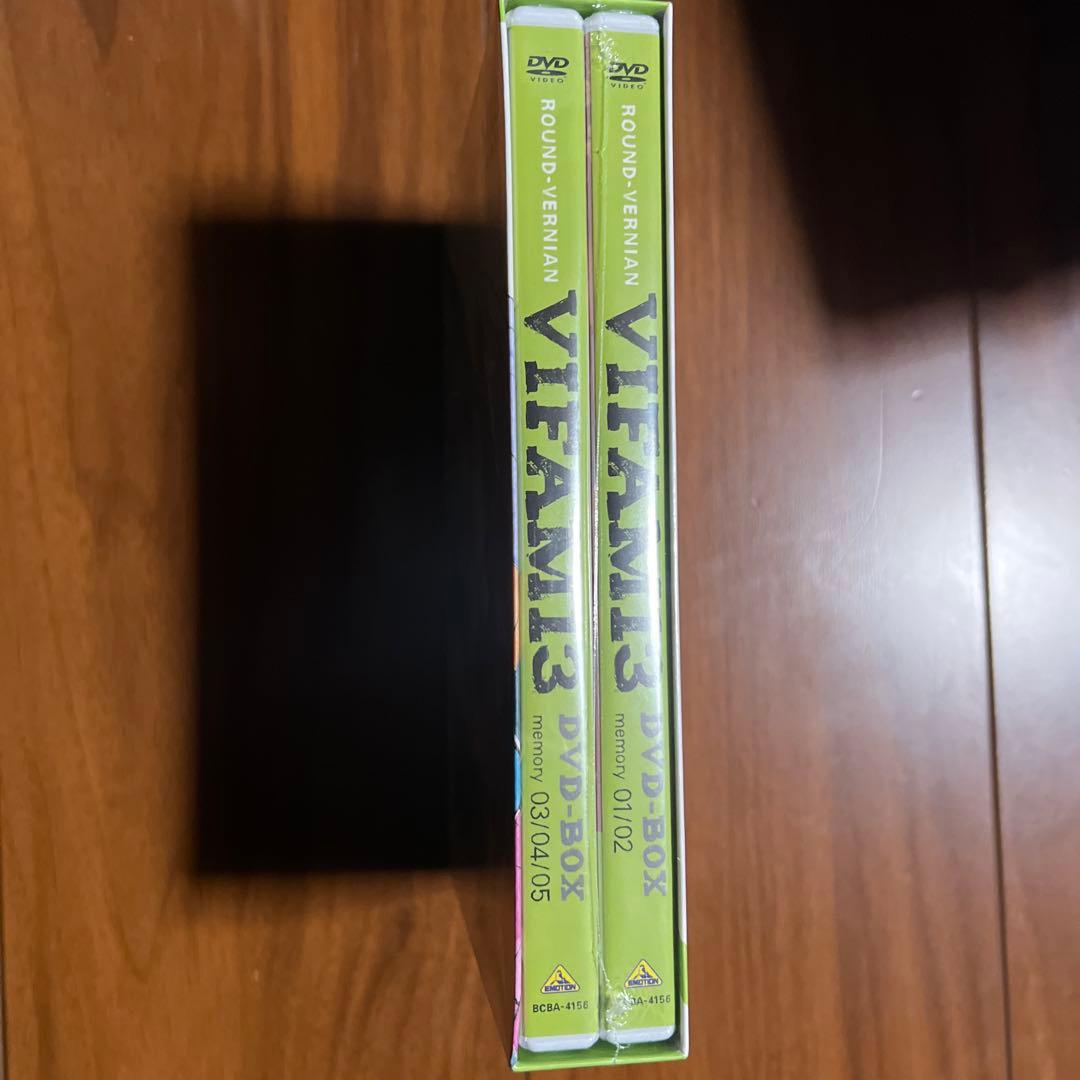 DVD
VIDEO
ROUND-VERNIAN
VIFAM13
DVD-BOX
memory 03/04/05
EMOTION
BCBA-4156
DVD
VIDEO
ROUND-VERNIAN
VIFAM13
DVD-BOX
memory 01/02
EMOTION
BA-4156